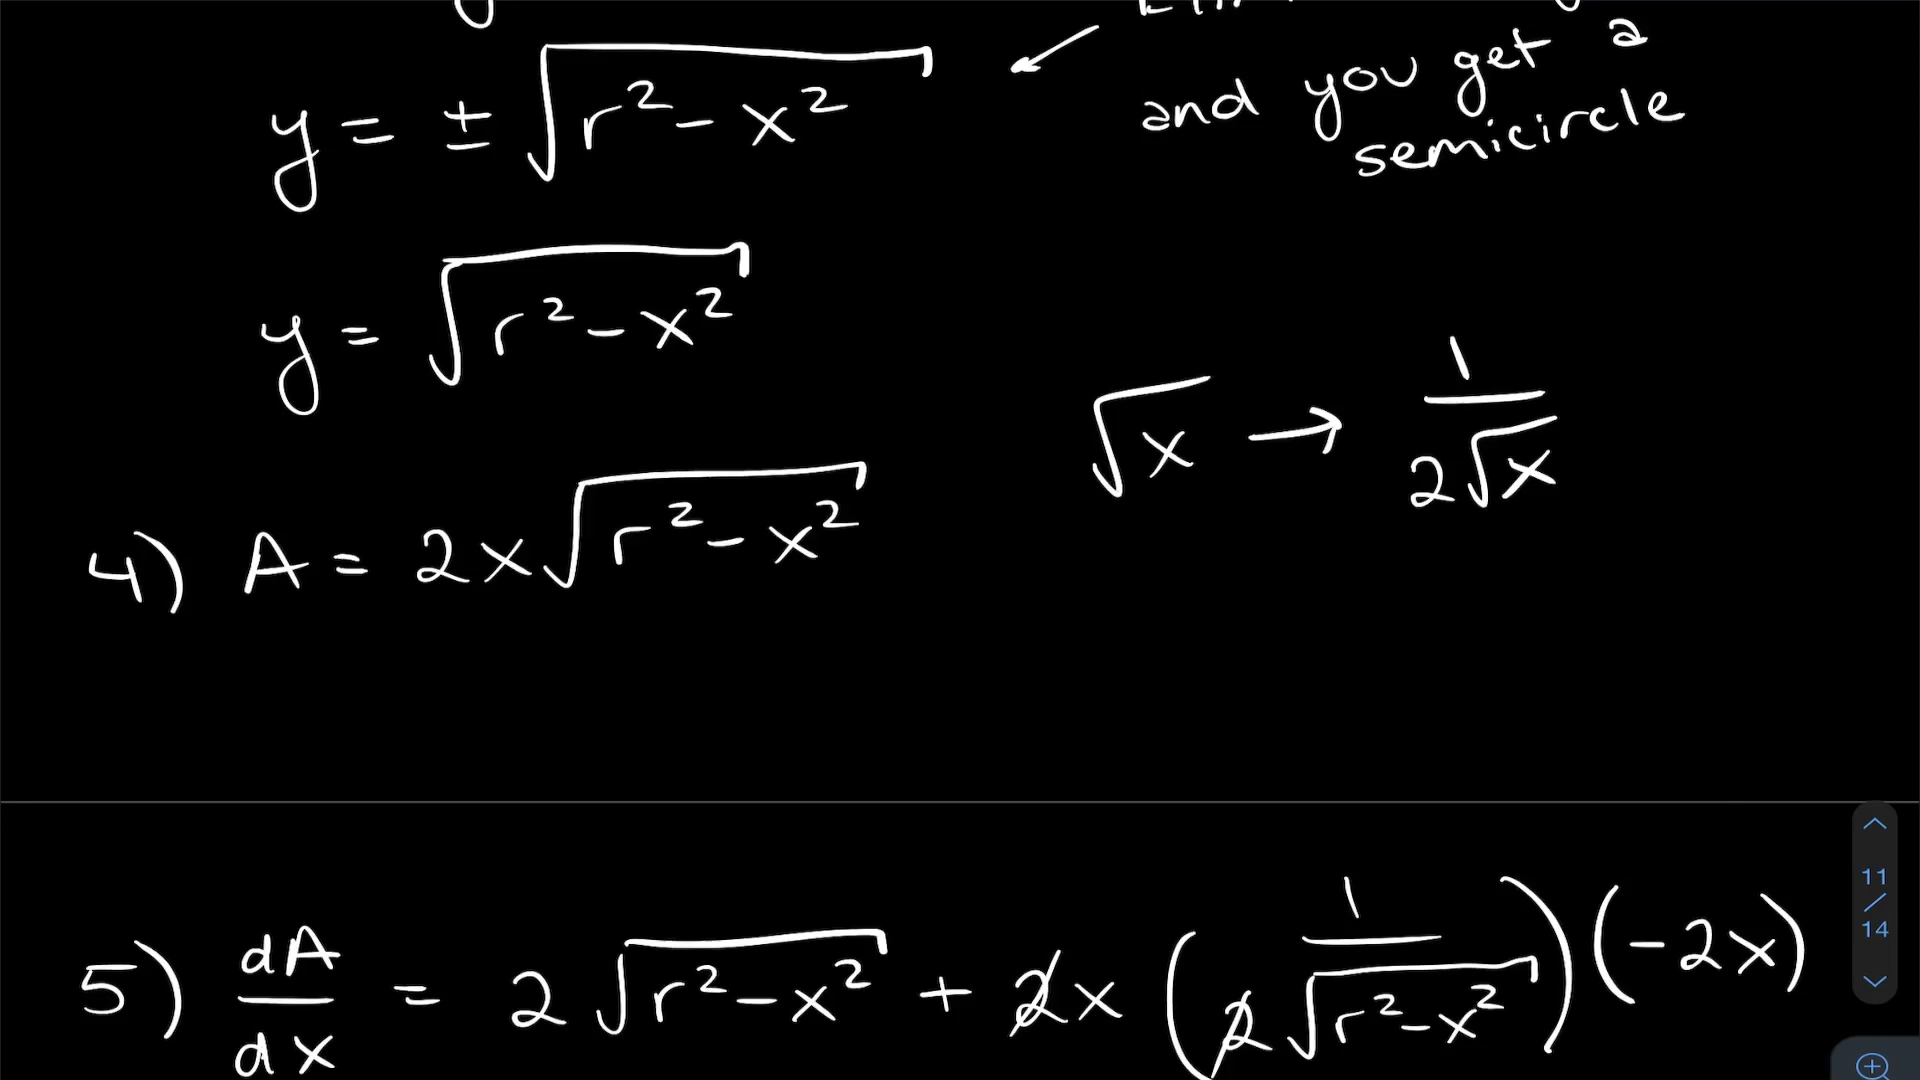 y = ± √(r² - x²)
and you get a
semicircle
y = √(r² - x²)
√x → 1/(2√x)
4) A = 2x√(r² - x²)
5) dA/dx = 2√(r² - x²) + 2x (1/(2√(r² - x²))) (-2x)
11
/
14